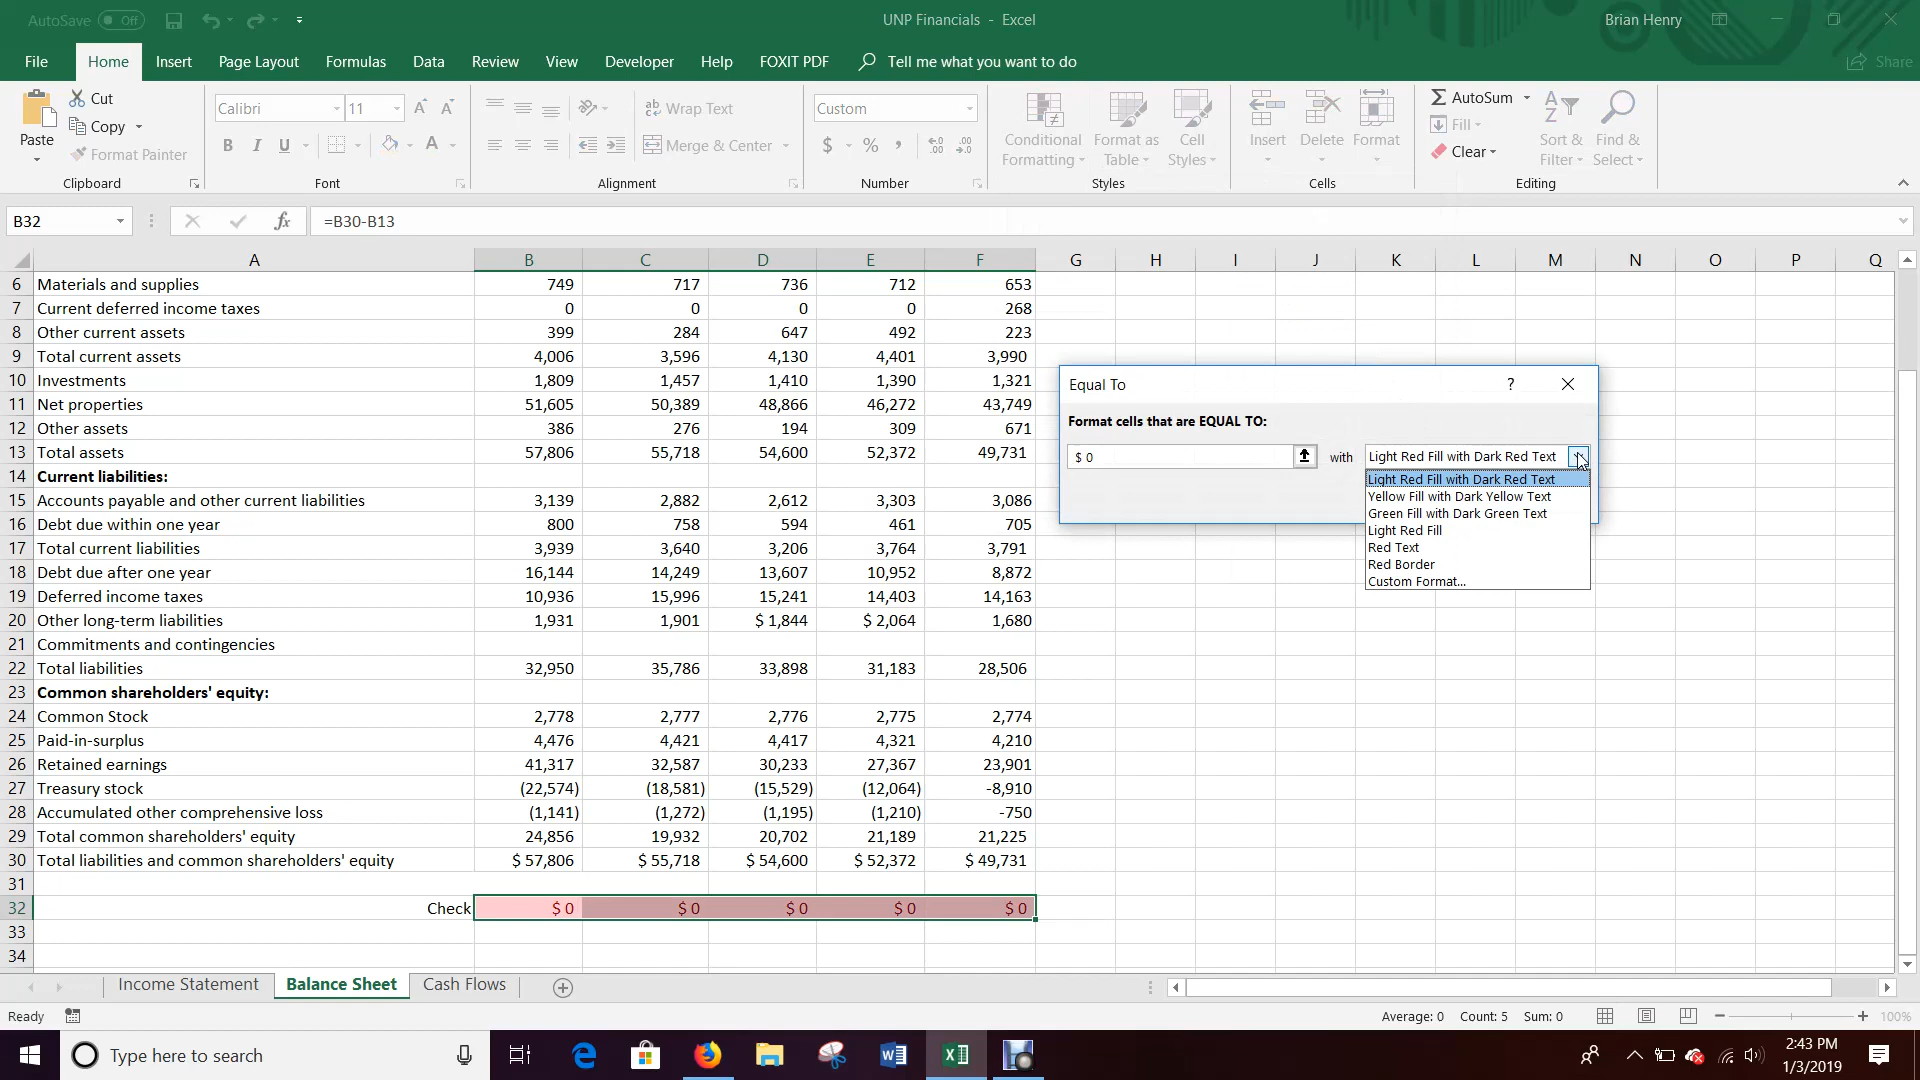 AutoSave Off
UNP Financials - Excel
Brian Henry
File Home Insert Page Layout Formulas Data Review View Developer Help FOXIT PDF Tell me what you want to do Share
Paste
Cut
Copy
Format Painter
Clipboard
Calibri 11
B I U
Font
Wrap Text
Merge & Center
Alignment
Custom
$ % ,
Number
Conditional Formatting
Format as Table
Cell Styles
Styles
Insert Delete Format
Cells
AutoSum
Fill
Clear
Sort & Filter
Find & Select
Editing
B32 fx =B30-B13
A B C D E F G H I J K L M N O P Q
6 Materials and supplies 749 717 736 712 653
7 Current deferred income taxes 0 0 0 0 268
8 Other current assets 399 284 647 492 223
9 Total current assets 4,006 3,596 4,130 4,401 3,990
10 Investments 1,809 1,457 1,410 1,390 1,321
11 Net properties 51,605 50,389 48,866 46,272 43,749
12 Other assets 386 276 194 309 671
13 Total assets 57,806 55,718 54,600 52,372 49,731
14 Current liabilities:
15 Accounts payable and other current liabilities 3,139 2,882 2,612 3,303 3,086
16 Debt due within one year 800 758 594 461 705
17 Total current liabilities 3,939 3,640 3,206 3,764 3,791
18 Debt due after one year 16,144 14,249 13,607 10,952 8,872
19 Deferred income taxes 10,936 15,996 15,241 14,403 14,163
20 Other long-term liabilities 1,931 1,901 $ 1,844 $ 2,064 1,680
21 Commitments and contingencies
22 Total liabilities 32,950 35,786 33,898 31,183 28,506
23 Common shareholders' equity:
24 Common Stock 2,778 2,777 2,776 2,775 2,774
25 Paid-in-surplus 4,476 4,421 4,417 4,321 4,210
26 Retained earnings 41,317 32,587 30,233 27,367 23,901
27 Treasury stock (22,574) (18,581) (15,529) (12,064) -8,910
28 Accumulated other comprehensive loss (1,141) (1,272) (1,195) (1,210) -750
29 Total common shareholders' equity 24,856 19,932 20,702 21,189 21,225
30 Total liabilities and common shareholders' equity $ 57,806 $ 55,718 $ 54,600 $ 52,372 $ 49,731
31
32 Check $ 0 $ 0 $ 0 $ 0 $ 0
33
34
Equal To ?
Format cells that are EQUAL TO:
$ 0 with Light Red Fill with Dark Red Text
Light Red Fill with Dark Red Text
Yellow Fill with Dark Yellow Text
Green Fill with Dark Green Text
Light Red Fill
Red Text
Red Border
Custom Format...
Income Statement Balance Sheet Cash Flows
Ready Average: 0 Count: 5 Sum: 0 100%
Type here to search
2:43 PM
1/3/2019